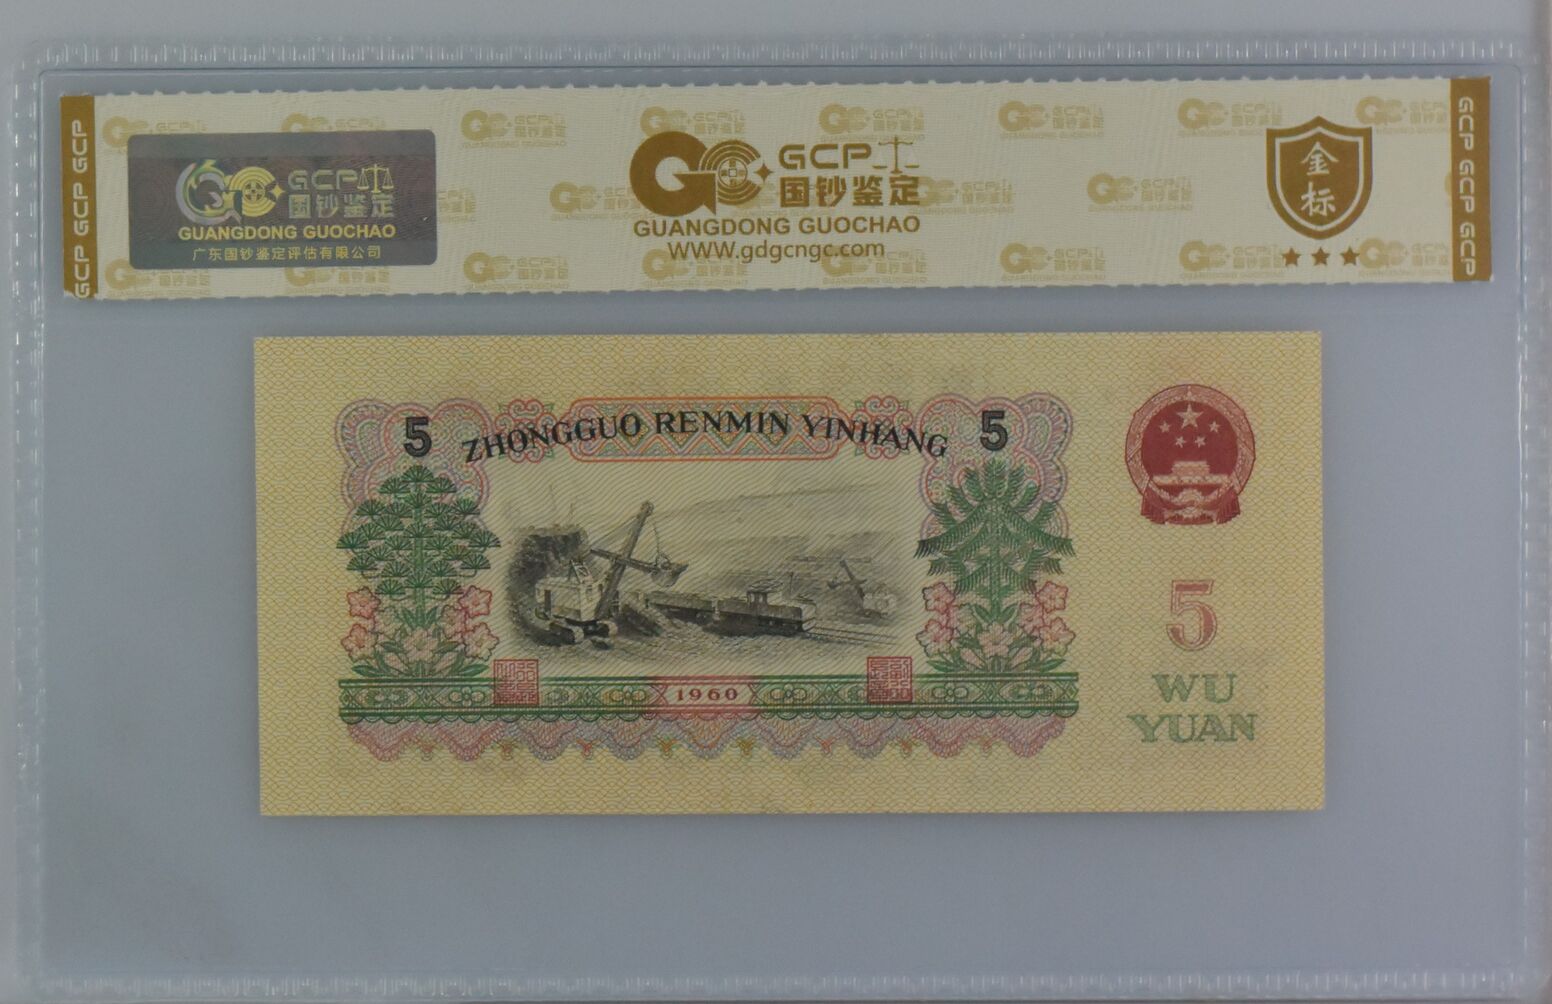 GCP GCP GCP
GCP
国钞鉴定
GUANGDONG GUOCHAO
广东国钞鉴定评估有限公司
GCP
国钞鉴定
GUANGDONG GUOCHAO
WWW.gdgcngc.com
金
标
GCP GCP GCP
5 ZHONGGUO RENMIN YINHANG 5
5
WU
YUAN
1960